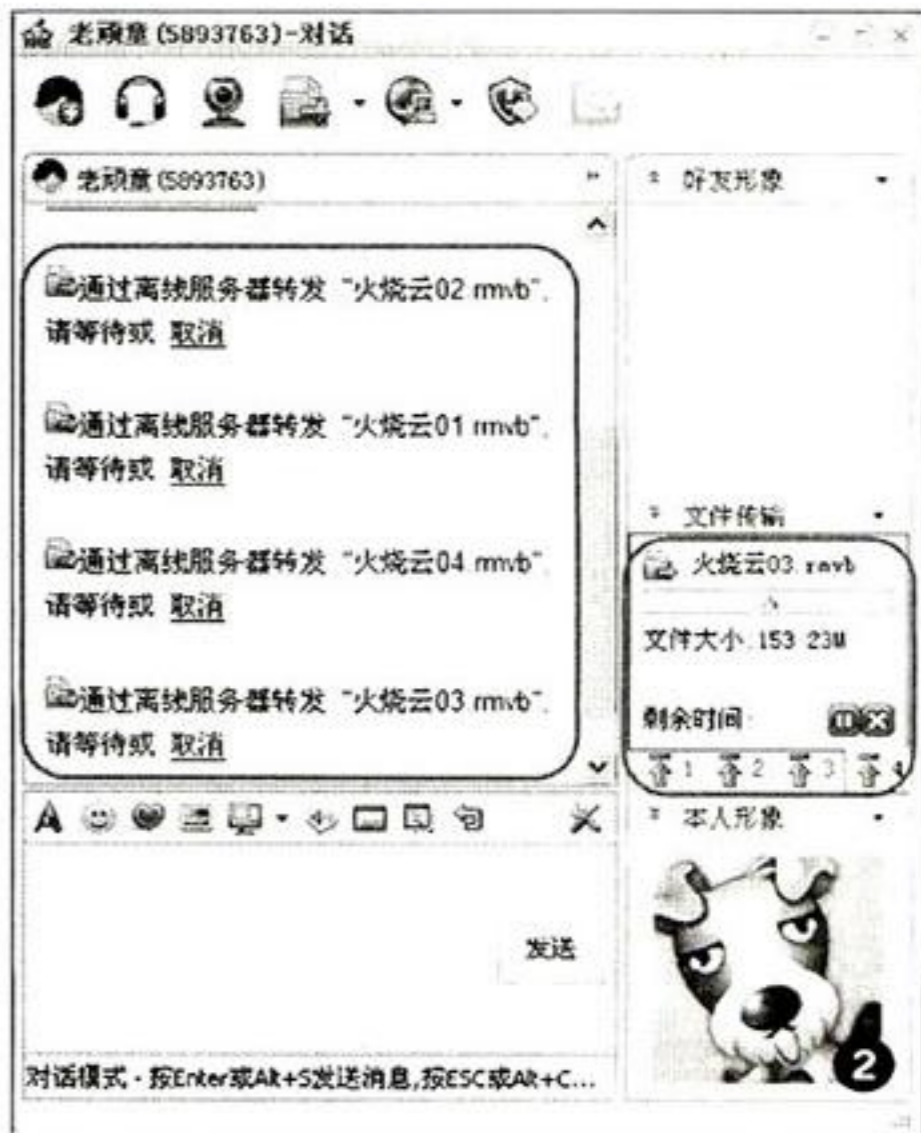 老顽童 (5893763)-对话
老顽童 (5893763)
通过离线服务器转发 "火烧云02.rmvb",
请等待或 取消
通过离线服务器转发 "火烧云01.rmvb",
请等待或 取消
通过离线服务器转发 "火烧云04.rmvb",
请等待或 取消
通过离线服务器转发 "火烧云03.rmvb",
请等待或 取消
发送
对话模式 - 按Enter或Alt+S发送消息,按ESC或Alt+C...
好友形象
文件传输
火烧云03.rmvb
文件大小:153.23M
剩余时间:
1 2 3 4
本人形象
2